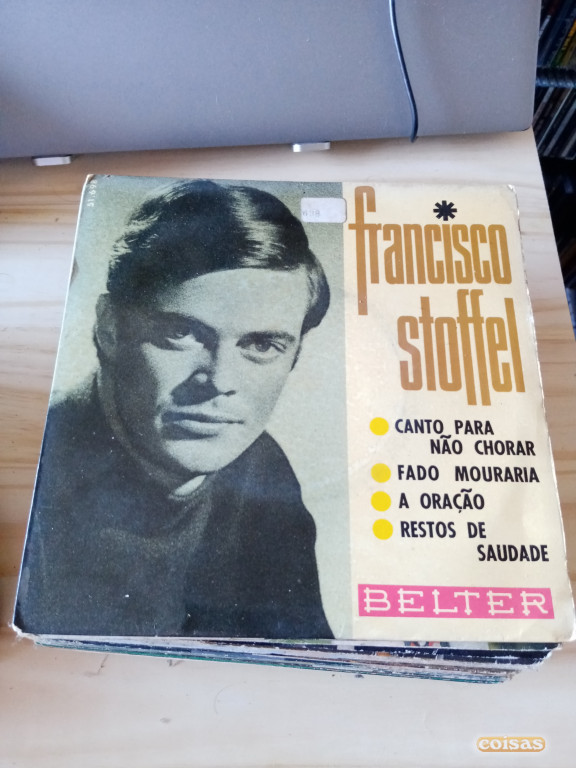 francisco
stoffel
CANTO PARA
NÃO CHORAR
FADO MOURARIA
A ORAÇÃO
RESTOS DE
SAUDADE
BELTER
coisas